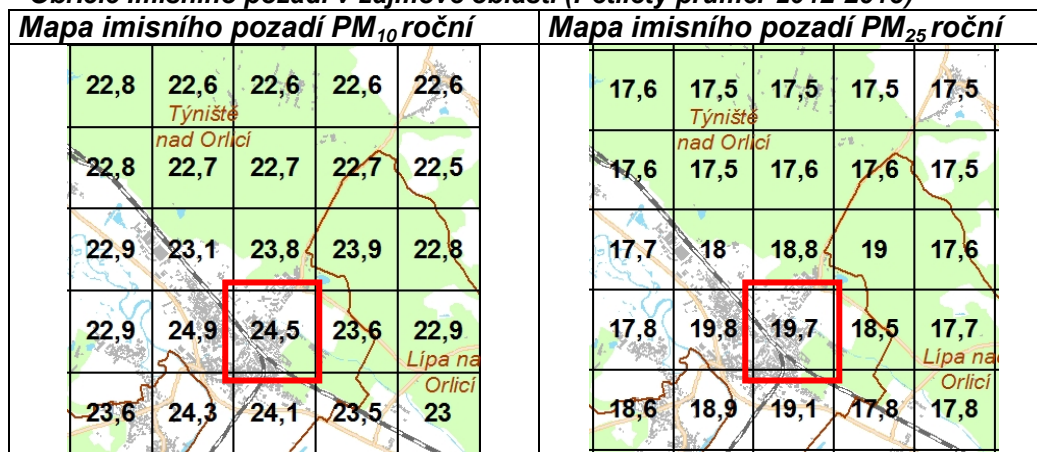 Mapa imisního pozadí PM10 roční
Mapa imisního pozadí PM25 roční
22,8 22,6 22,6 22,6 22,6
Týniště
nad Orlicí
22,8 22,7 22,7 22,7 22,5
22,9 23,1 23,8 23,9 22,8
22,9 24,9 24,5 23,6 22,9
Lípa na
Orlicí
23,6 24,3 24,1 23,5 23
17,6 17,5 17,5 17,5 17,5
Týniště
nad Orlicí
17,6 17,5 17,6 17,6 17,5
17,7 18 18,8 19 17,6
17,8 19,8 19,7 18,5 17,7
Lípa na
Orlicí
18,6 18,9 19,1 17,8 17,8